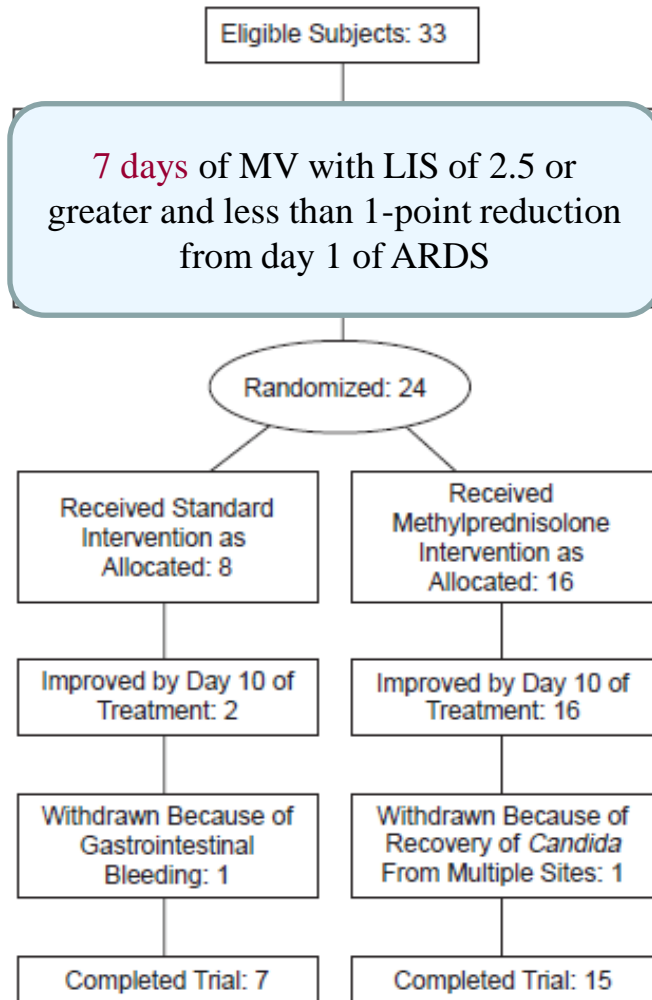 Eligible Subjects: 33
7 days of MV with LIS of 2.5 or
greater and less than 1-point reduction
from day 1 of ARDS
Randomized: 24
Received Standard
Intervention as
Allocated: 8
Received
Methylprednisolone
Intervention as
Allocated: 16
Improved by Day 10 of
Treatment: 2
Improved by Day 10 of
Treatment: 16
Withdrawn Because of
Gastrointestinal
Bleeding: 1
Withdrawn Because of
Recovery of Candida
From Multiple Sites: 1
Completed Trial: 7
Completed Trial: 15